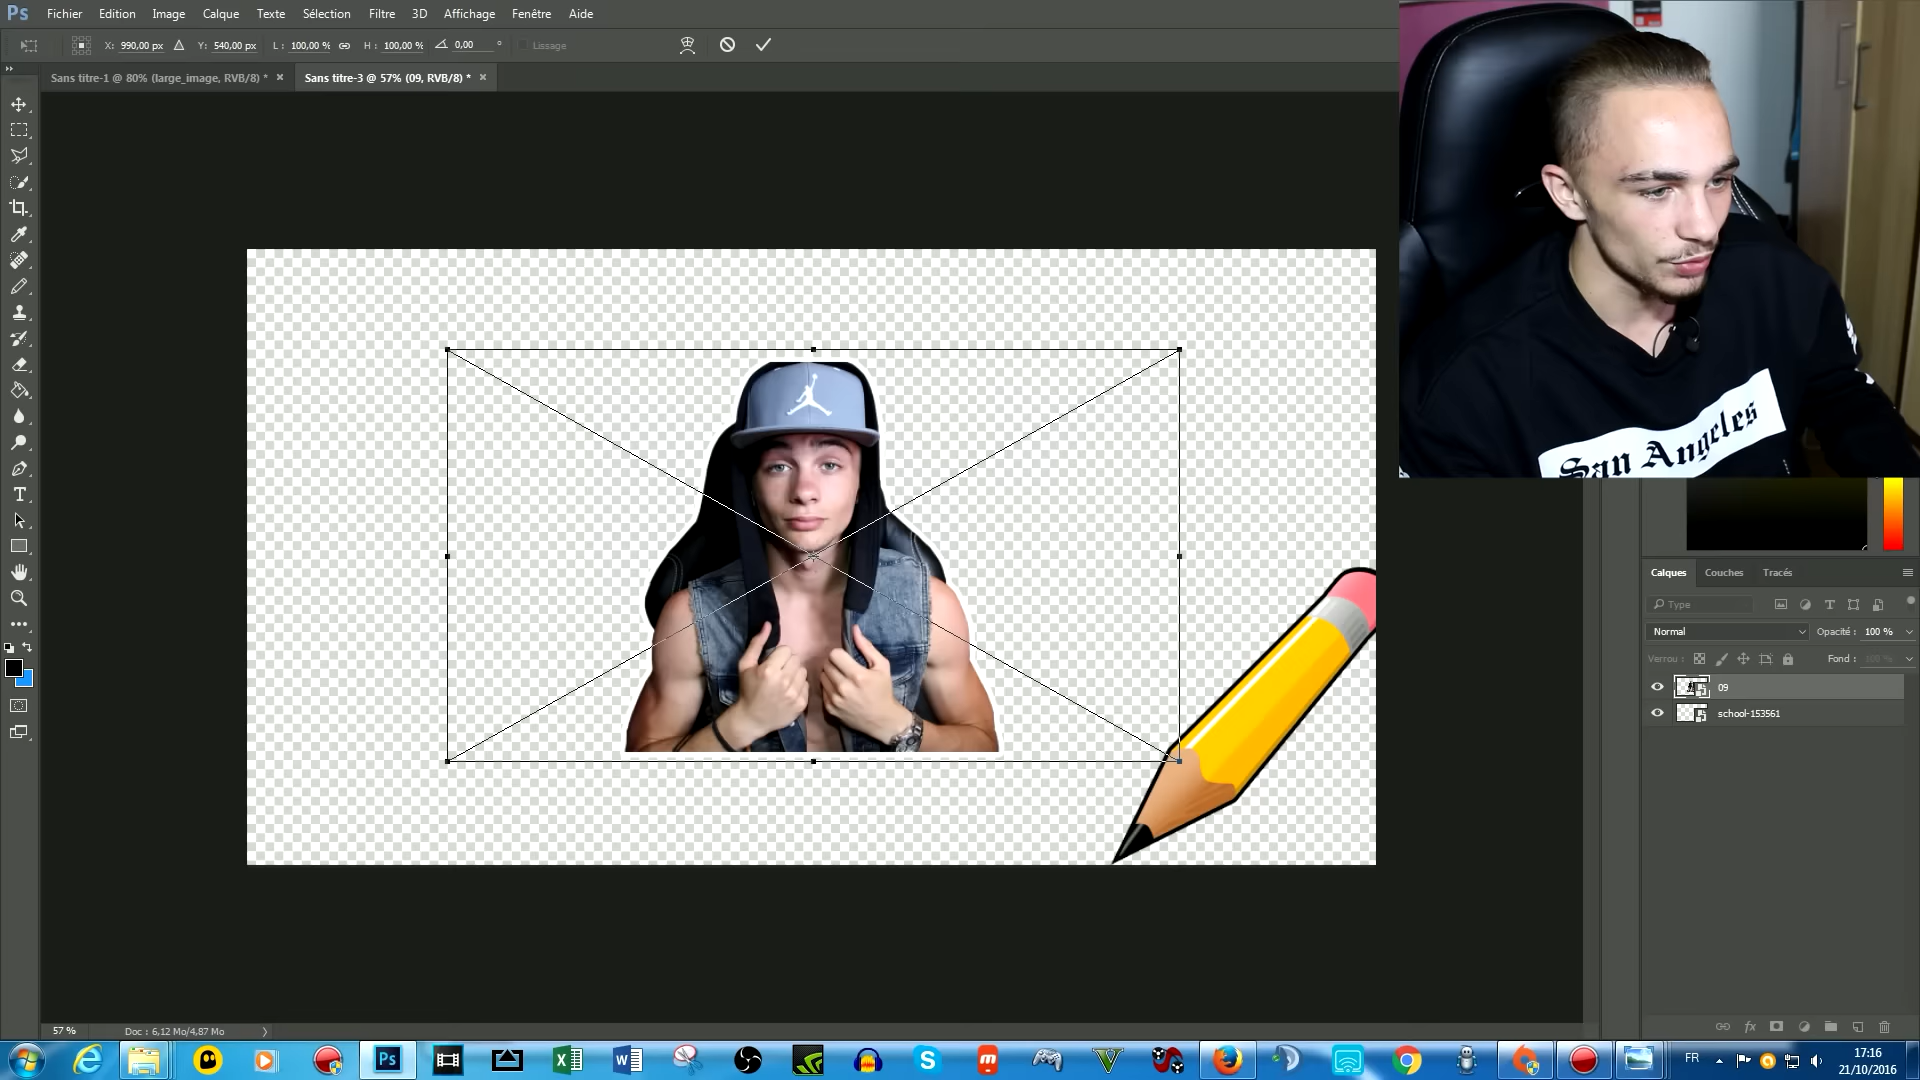 Ps Fichier Edition Image Calque Texte Sélection Filtre 3D Affichage Fenêtre Aide
X: 990,00 px Y: 540,00 px L : 100,00 % H : 100,00 % 0,00 ° Lissage
Sans titre-1 @ 80% (large_image, RVB/8) * × Sans titre-3 @ 57% (09, RVB/8) * ×
San Angeles
Calques Couches Tracés
Type
Normal Opacité : 100 %
Verrou : Fond : 100 %
09
school-153561
fx
57 % Doc : 6,12 Mo/4,87 Mo
Ps
FR
17:16
21/10/2016